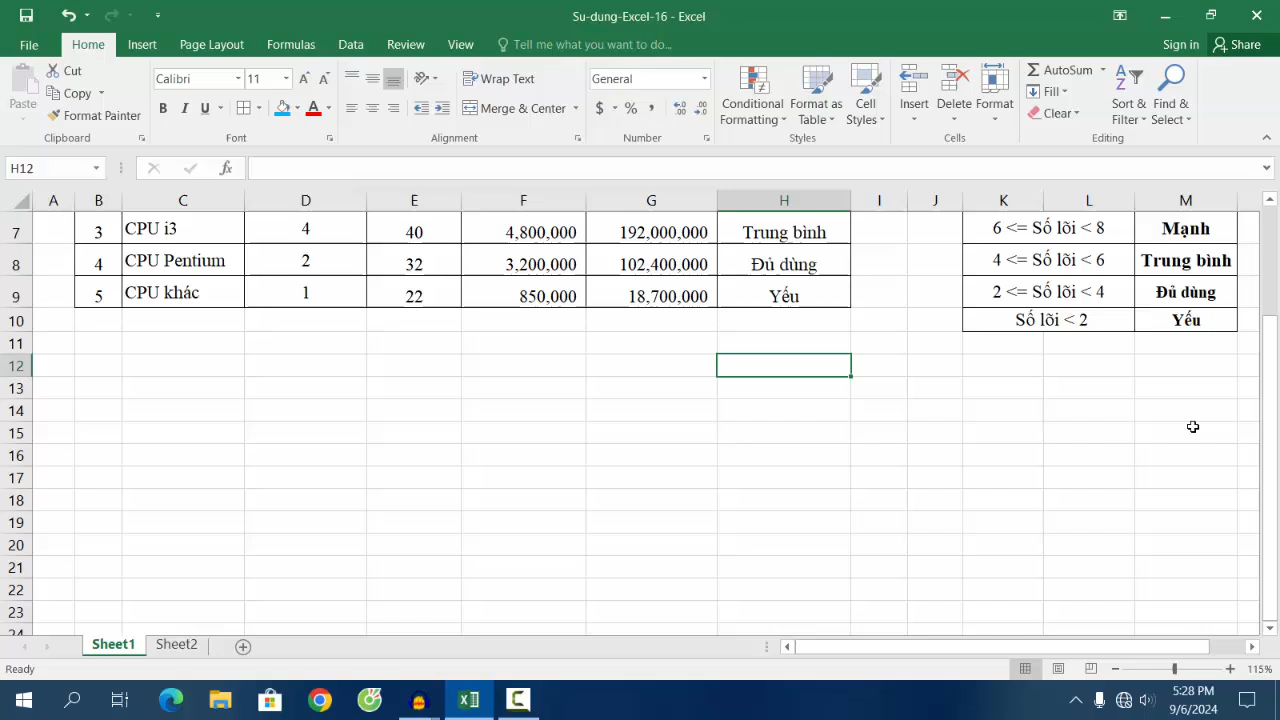 Su-dung-Excel-16 - Excel
File Home Insert Page Layout Formulas Data Review View Tell me what you want to do... Sign in Share
Paste Cut Copy Format Painter Clipboard
Calibri 11 A A B I U A Font
Wrap Text Merge & Center Alignment
General $ % , Number
Conditional Formatting Format as Table Cell Styles Styles
Insert Delete Format Cells
AutoSum Fill Clear Sort & Filter Find & Select Editing
H12 fx
A B C D E F G H I J K L M
7 3 CPU i3 4 40 4,800,000 192,000,000 Trung bình 6 <= Số lõi < 8 Mạnh
8 4 CPU Pentium 2 32 3,200,000 102,400,000 Đủ dùng 4 <= Số lõi < 6 Trung bình
9 5 CPU khác 1 22 850,000 18,700,000 Yếu 2 <= Số lõi < 4 Đủ dùng
10 Số lõi < 2 Yếu
11
12
13
14
15
16
17
18
19
20
21
22
23
24
Sheet1 Sheet2
Ready 115%
5:28 PM
9/6/2024